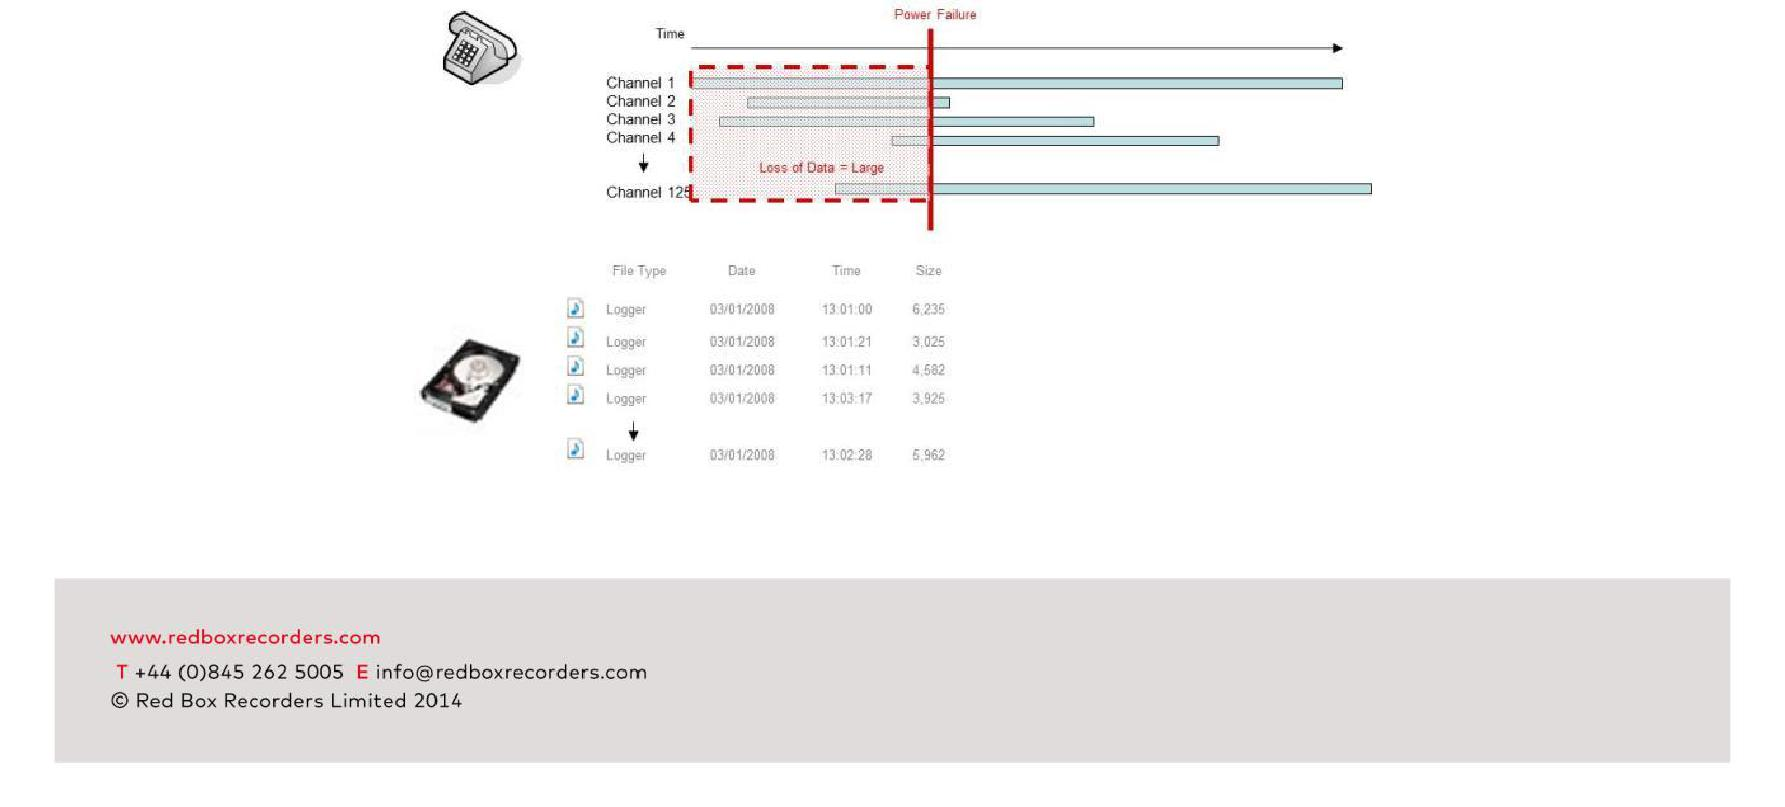 Power Failure
Time
Channel 1
Channel 2
Channel 3
Channel 4
Loss of Data = Large
Channel 125
File Type Date Time Size
Logger 03/01/2008 13:01:00 6,235
Logger 03/01/2008 13:01:21 3,025
Logger 03/01/2008 13:01:11 4,582
Logger 03/01/2008 13:03:17 3,925
Logger 03/01/2008 13:02:28 5,962
www.redboxrecorders.com
T +44 (0)845 262 5005 E info@redboxrecorders.com
© Red Box Recorders Limited 2014